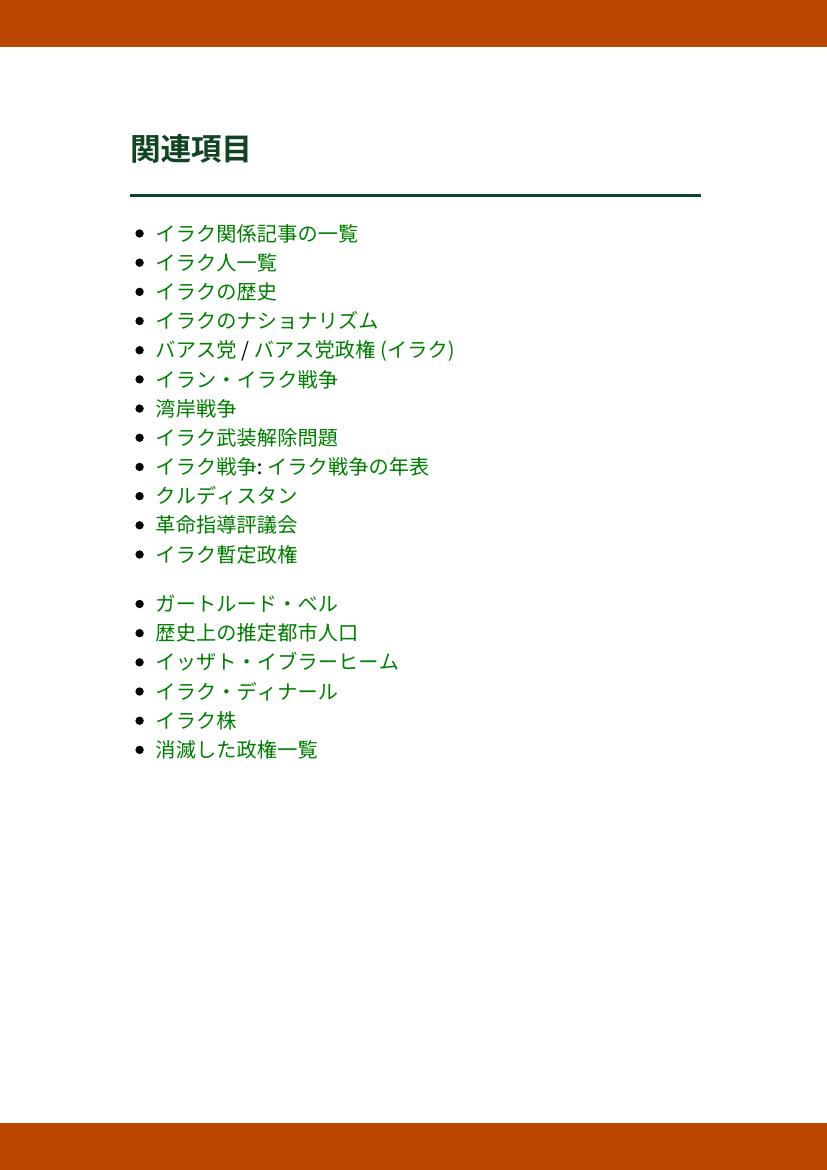 関連項目
イラク関係記事の一覧
イラク人一覧
イラクの歴史
イラクのナショナリズム
バアス党 / バアス党政権 (イラク)
イラン・イラク戦争
湾岸戦争
イラク武装解除問題
イラク戦争: イラク戦争の年表
クルディスタン
革命指導評議会
イラク暫定政権
ガートルード・ベル
歴史上の推定都市人口
イッザト・イブラーヒーム
イラク・ディナール
イラク株
消滅した政権一覧